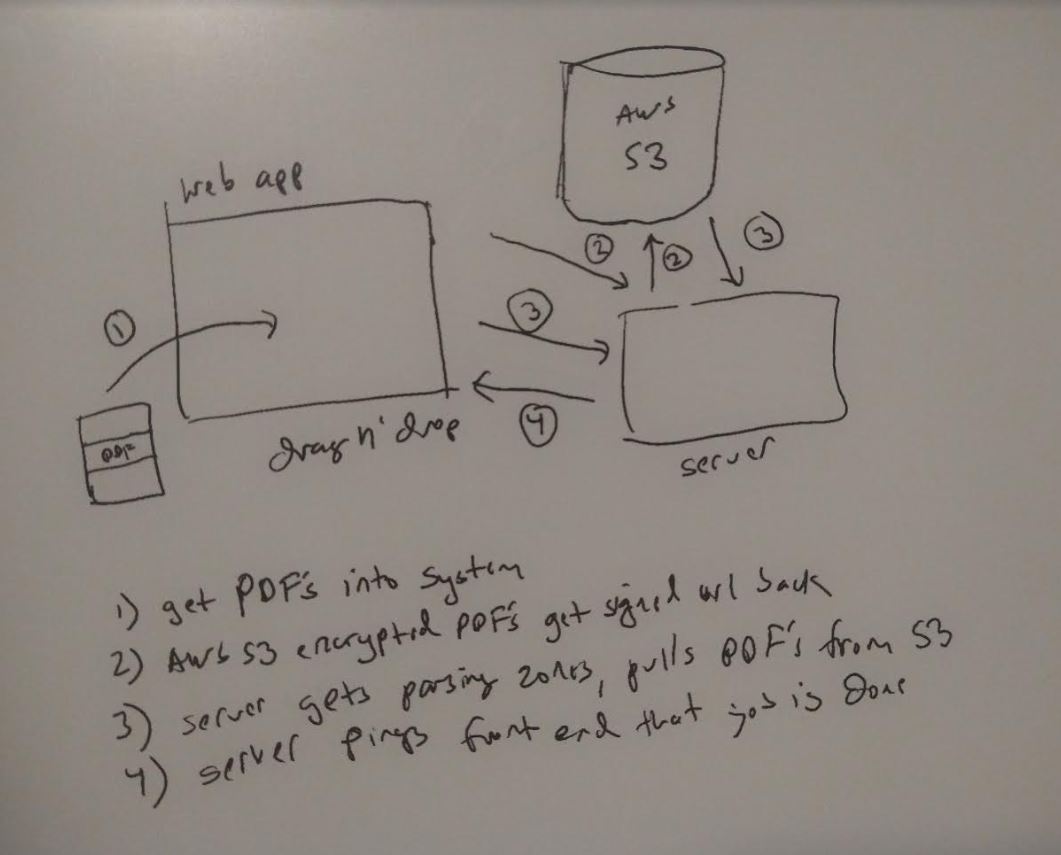 AWS
S3
Web app
②
②
③
①
③
PDF
④
drag n' drop
server
1) get PDF's into system
2) AWS S3 encrypted PDF's get signed url back
3) server gets parsing zones, pulls PDF's from S3
4) server pings front end that job is done